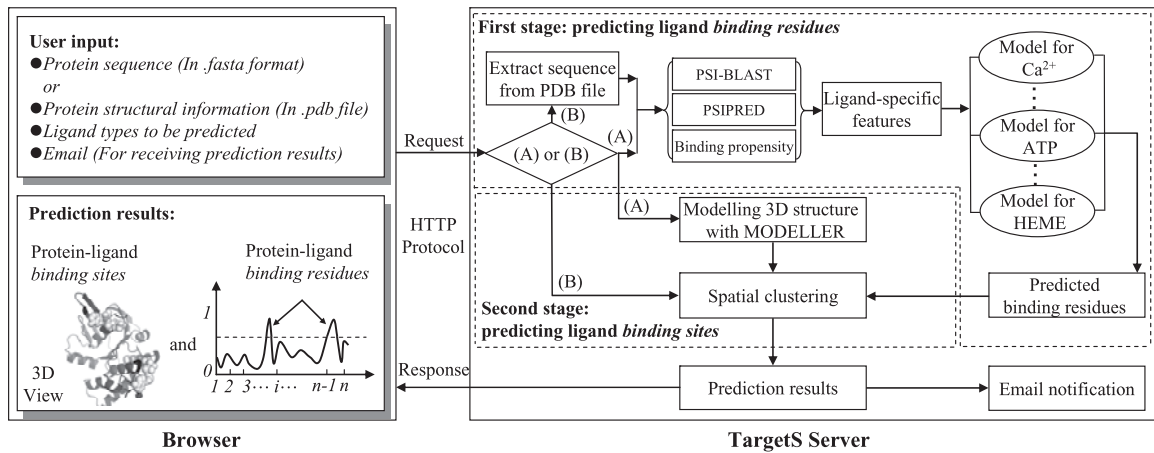 User input:
●Protein sequence (In .fasta format)
or
●Protein structural information (In .pdb file)
●Ligand types to be predicted
●Email (For receiving prediction results)
Prediction results:
Protein-ligand
binding sites
Protein-ligand
binding residues
and
3D
View
1
0
1 2 3··· i··· n-1 n
Browser
Request
HTTP
Protocol
Response
First stage: predicting ligand binding residues
Extract sequence
from PDB file
(B)
(A)
(A) or (B)
PSI-BLAST
PSIPRED
Binding propensity
Ligand-specific
features
Model for
Ca²⁺
Model for
ATP
Model for
HEME
(A)
Modelling 3D structure
with MODELLER
(B)
Spatial clustering
Predicted
binding residues
Second stage:
predicting ligand binding sites
Prediction results
Email notification
TargetS Server